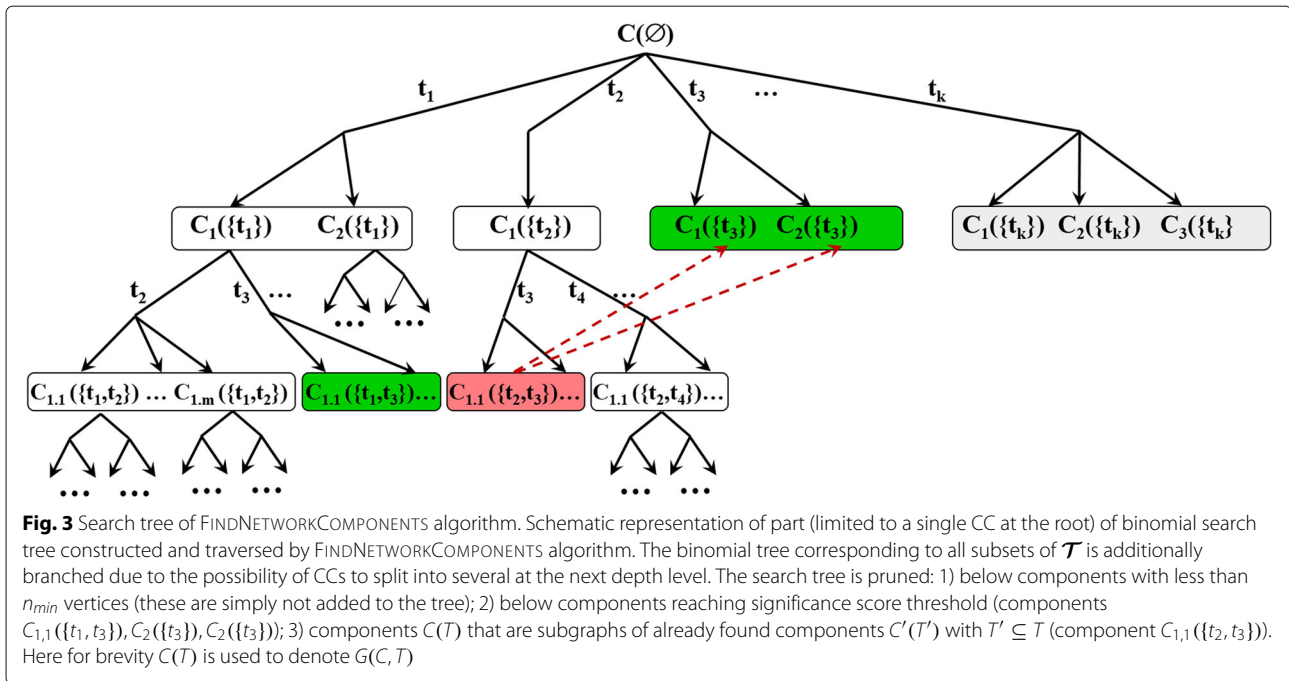 C(∅)
t₁ t₂ t₃ ... tₖ
C₁({t₁}) C₂({t₁}) C₁({t₂}) C₁({t₃}) C₂({t₃}) C₁({tₖ}) C₂({tₖ}) C₃({tₖ}
t₂ t₃ ... t₃ t₄ ...
... ...
C₁.₁({t₁,t₂}) ... C₁.ₘ({t₁,t₂}) C₁.₁({t₁,t₃})... C₁.₁({t₂,t₃})... C₁.₁({t₂,t₄})...
... ... ... ... ... ...
Fig. 3 Search tree of FINDNETWORKCOMPONENTS algorithm. Schematic representation of part (limited to a single CC at the root) of binomial search
tree constructed and traversed by FINDNETWORKCOMPONENTS algorithm. The binomial tree corresponding to all subsets of 𝓣 is additionally
branched due to the possibility of CCs to split into several at the next depth level. The search tree is pruned: 1) below components with less than
nₘᵢₙ vertices (these are simply not added to the tree); 2) below components reaching significance score threshold (components
C₁,₁({t₁, t₃}), C₂({t₃}), C₂({t₃})); 3) components C(T) that are subgraphs of already found components C′(T′) with T′ ⊆ T (component C₁,₁({t₂, t₃})).
Here for brevity C(T) is used to denote G(C, T)